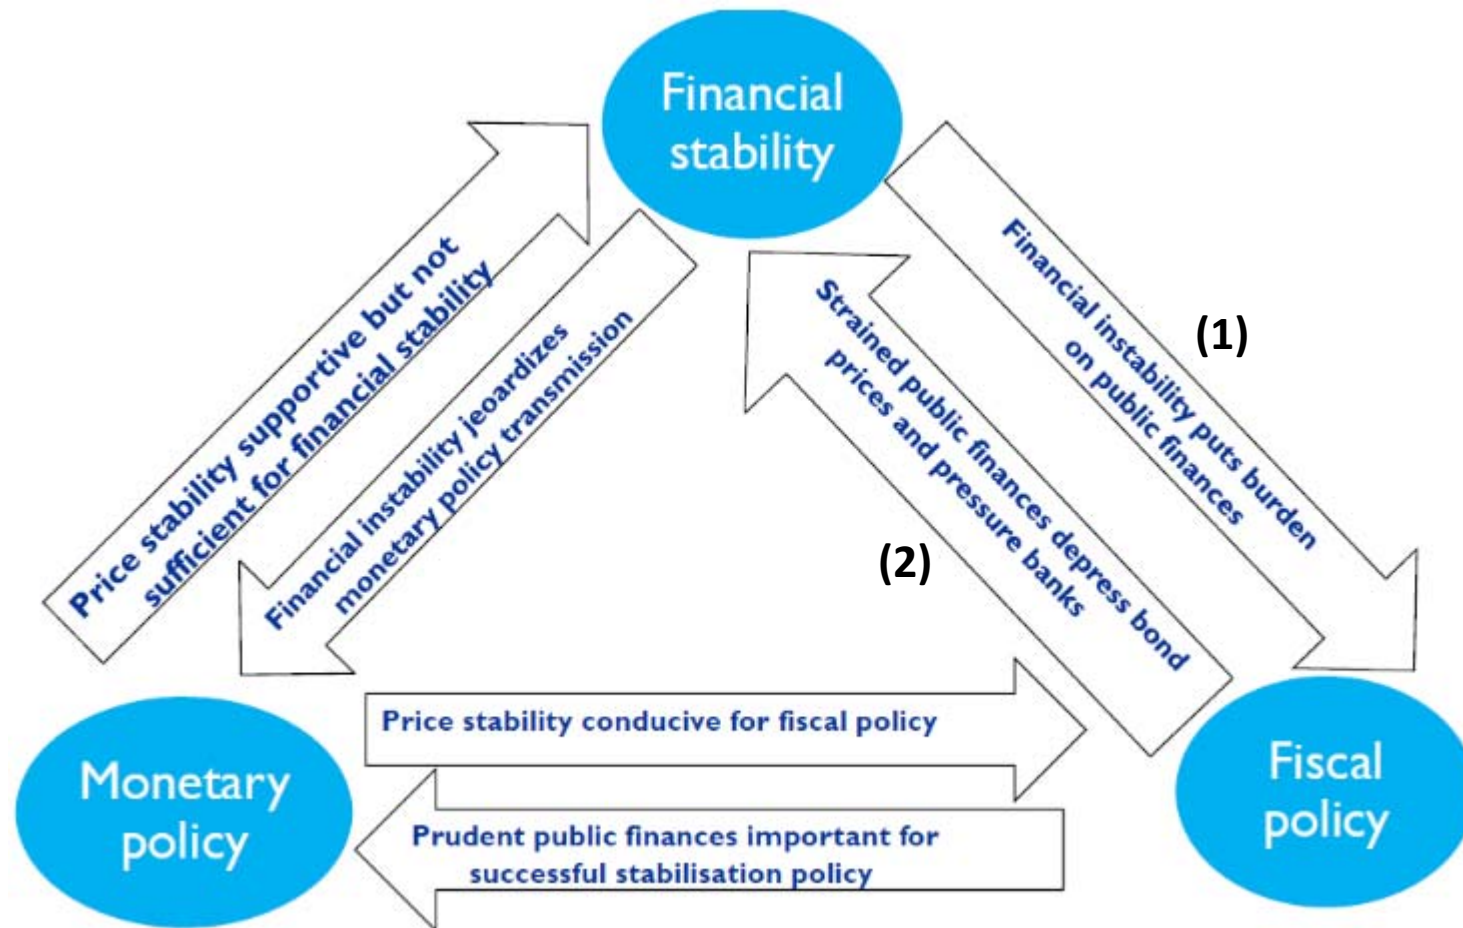 Financial
stability
Price stability supportive but not
sufficient for financial stability
Financial instability jeoardizes
monetary policy transmission
Strained public finances depress bond
prices and pressure banks
(2)
Financial instability puts burden
on public finances
(1)
Price stability conducive for fiscal policy
Prudent public finances important for
successful stabilisation policy
Monetary
policy
Fiscal
policy